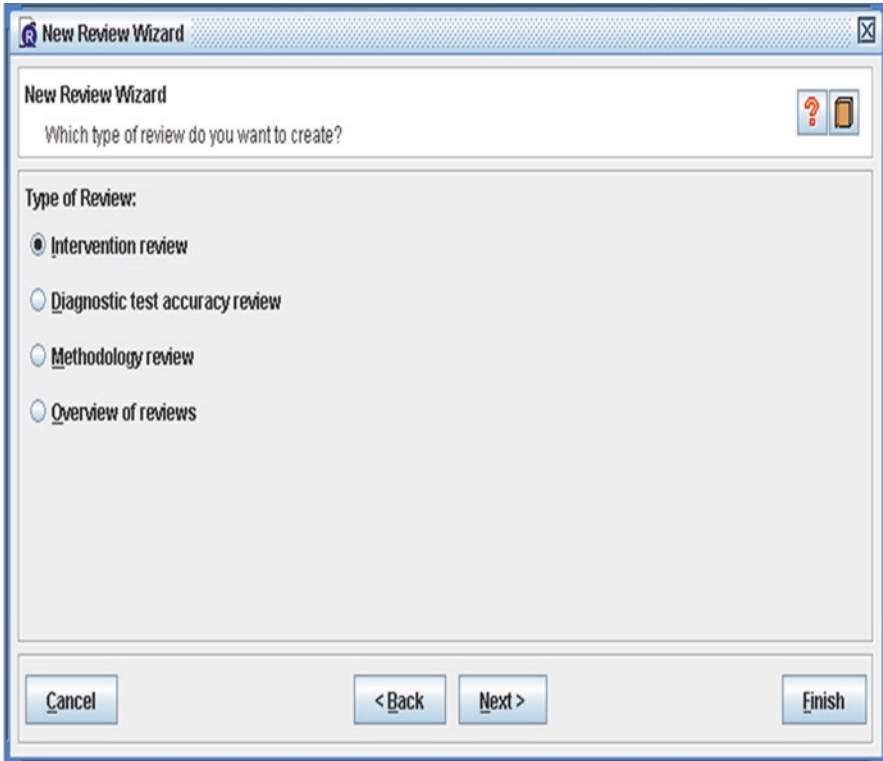 New Review Wizard
New Review Wizard
Which type of review do you want to create?
Type of Review:
Intervention review
Diagnostic test accuracy review
Methodology review
Overview of reviews
Cancel
< Back
Next >
Finish